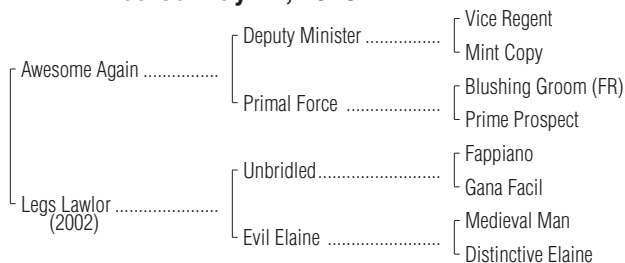 Vice Regent
Deputy Minister ..................
Mint Copy
Awesome Again ...............
Blushing Groom (FR)
Primal Force ...................
Prime Prospect
Fappiano
Unbridled.........................
Gana Facil
Legs Lawlor .....................
(2002)
Medieval Man
Evil Elaine .......................
Distinctive Elaine